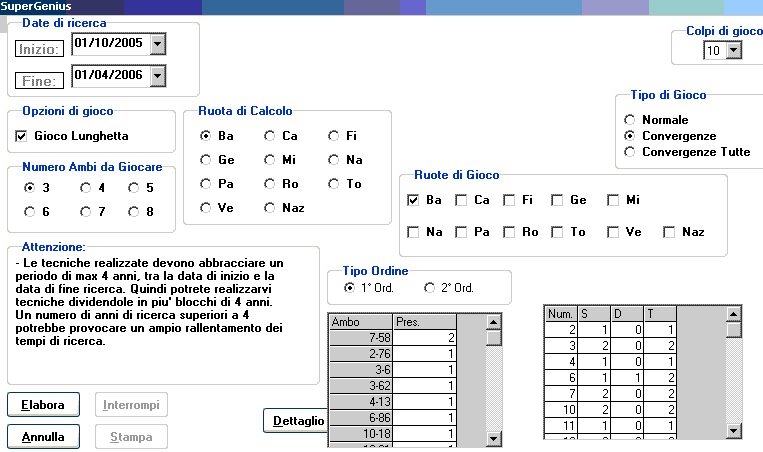 SuperGenius
Date di ricerca
Inizio: 01/10/2005
Fine: 01/04/2006
Colpi di gioco
10
Tipo di Gioco
Normale
Convergenze
Convergenze Tutte
Opzioni di gioco
Gioco Lunghetta
Numero Ambi da Giocare
3 4 5
6 7 8
Ruota di Calcolo
Ba Ca Fi
Ge Mi Na
Pa Ro To
Ve Naz
Ruote di Gioco
Ba Ca Fi Ge Mi
Na Pa Ro To Ve Naz
Attenzione:
- Le tecniche realizzate devono abbracciare un
periodo di max 4 anni, tra la data di inizio e la
data di fine ricerca. Quindi potrete realizzarvi
tecniche dividendole in piu' blocchi di 4 anni.
Un numero di anni di ricerca superiori a 4
potrebbe provocare un ampio rallentamento dei
tempi di ricerca.
Tipo Ordine
1° Ord. 2° Ord.
Ambo Pres.
7-58 2
2-76 1
3-6 1
3-62 1
4-13 1
6-86 1
10-18 1
Num. S D T
2 1 0 1
3 2 0 2
4 1 0 1
6 1 1 2
7 2 0 2
10 2 0 2
11 1 0 1
Elabora Interrompi
Annulla Stampa
Dettaglio